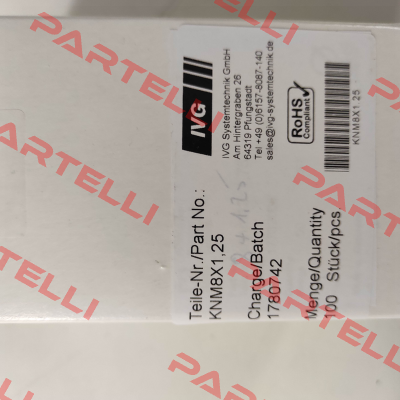 IVG
IVG Systemtechnik GmbH
Am Hintergraben 26
64319 Pfungstadt
Tel +49 (0)6157-8087-140
sales@ivg-systemtechnik.de
RoHS
Compliant
KNM8X1,25
Teile-Nr./Part No.:
KNM8X1,25
Charge/Batch
1780742
Menge/Quantity
100 Stück/pcs.
PARTELLI
PARTELLI
PARTELLI
PARTELLI
PARTELLI